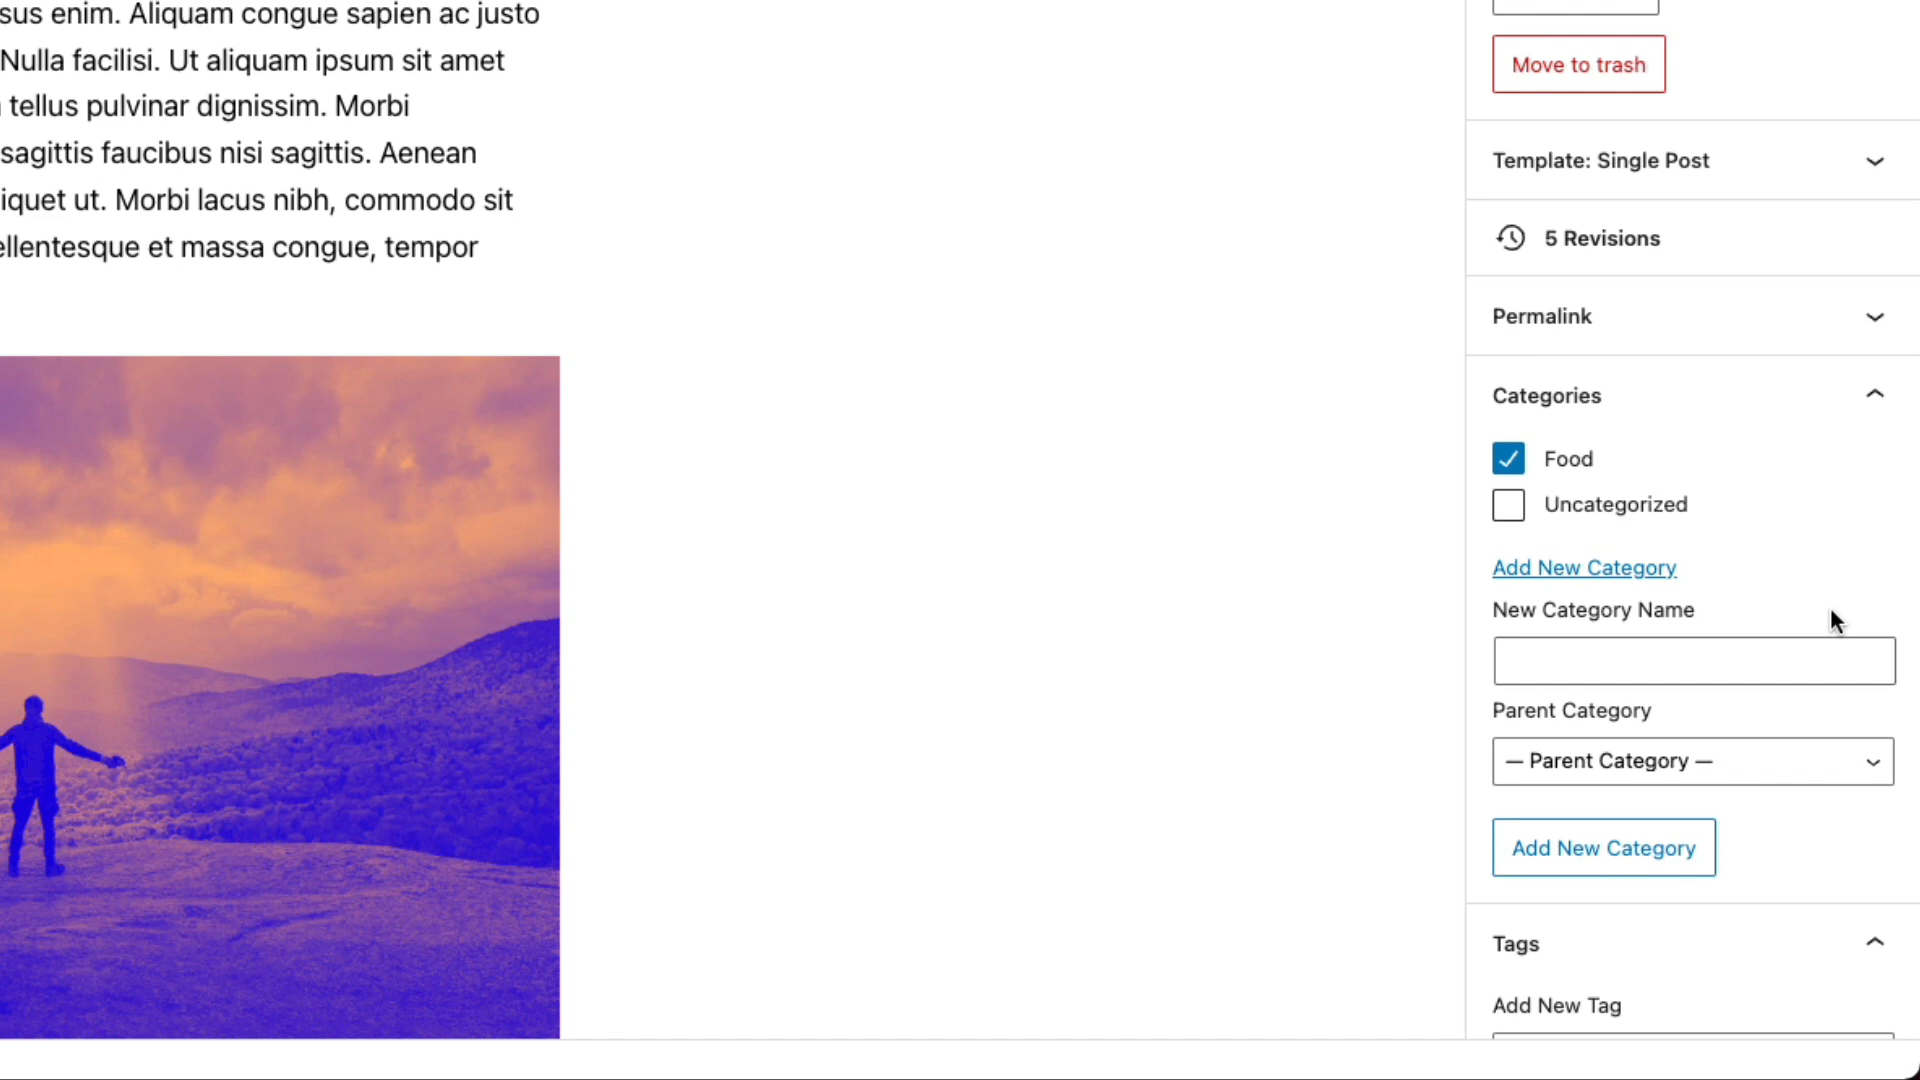 sus enim. Aliquam congue sapien ac justo
Nulla facilisi. Ut aliquam ipsum sit amet
tellus pulvinar dignissim. Morbi
sagittis faucibus nisi sagittis. Aenean
iquet ut. Morbi lacus nibh, commodo sit
ellentesque et massa congue, tempor
Move to trash
Template: Single Post
5 Revisions
Permalink
Categories
Food
Uncategorized
Add New Category
New Category Name
Parent Category
— Parent Category —
Add New Category
Tags
Add New Tag